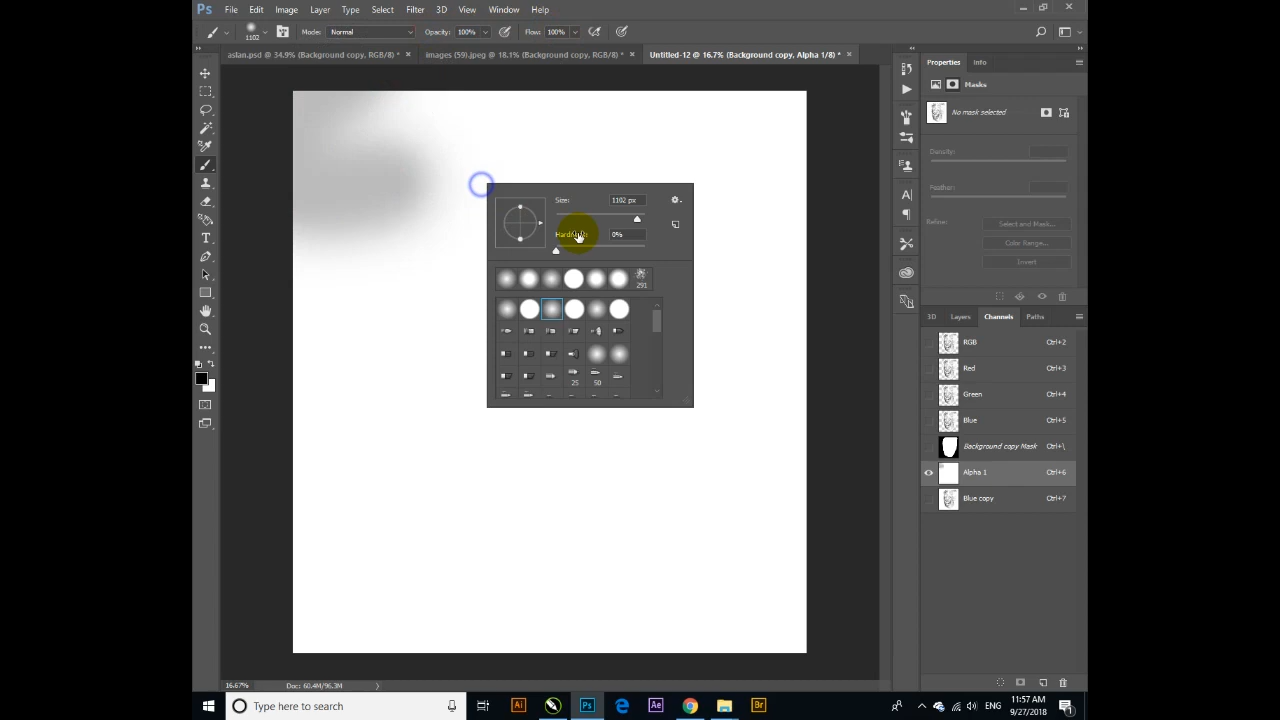 Ps File Edit Image Layer Type Select Filter 3D View Window Help
1102 Mode: Normal Opacity: 100% Flow: 100%
aslan.psd @ 34.9% (Background copy, RGB/8) * images (59).jpeg @ 18.1% (Background copy, RGB/8) * Untitled-12 @ 16.7% (Background copy, Alpha 1/8) *
Properties Info
Masks
No mask selected
Density:
Feather:
Refine: Select and Mask...
Color Range...
Invert
Size: 1102 px
0%
291
25 50
3D Layers Channels Paths
RGB Ctrl+2
Red Ctrl+3
Green Ctrl+4
Blue Ctrl+5
Background copy Mask Ctrl+\
Alpha 1 Ctrl+6
Blue copy Ctrl+7
16.67% Doc: 60.4M/96.3M
Type here to search
Ai Ps Ae Br
ENG
11:57 AM
9/27/2018
1